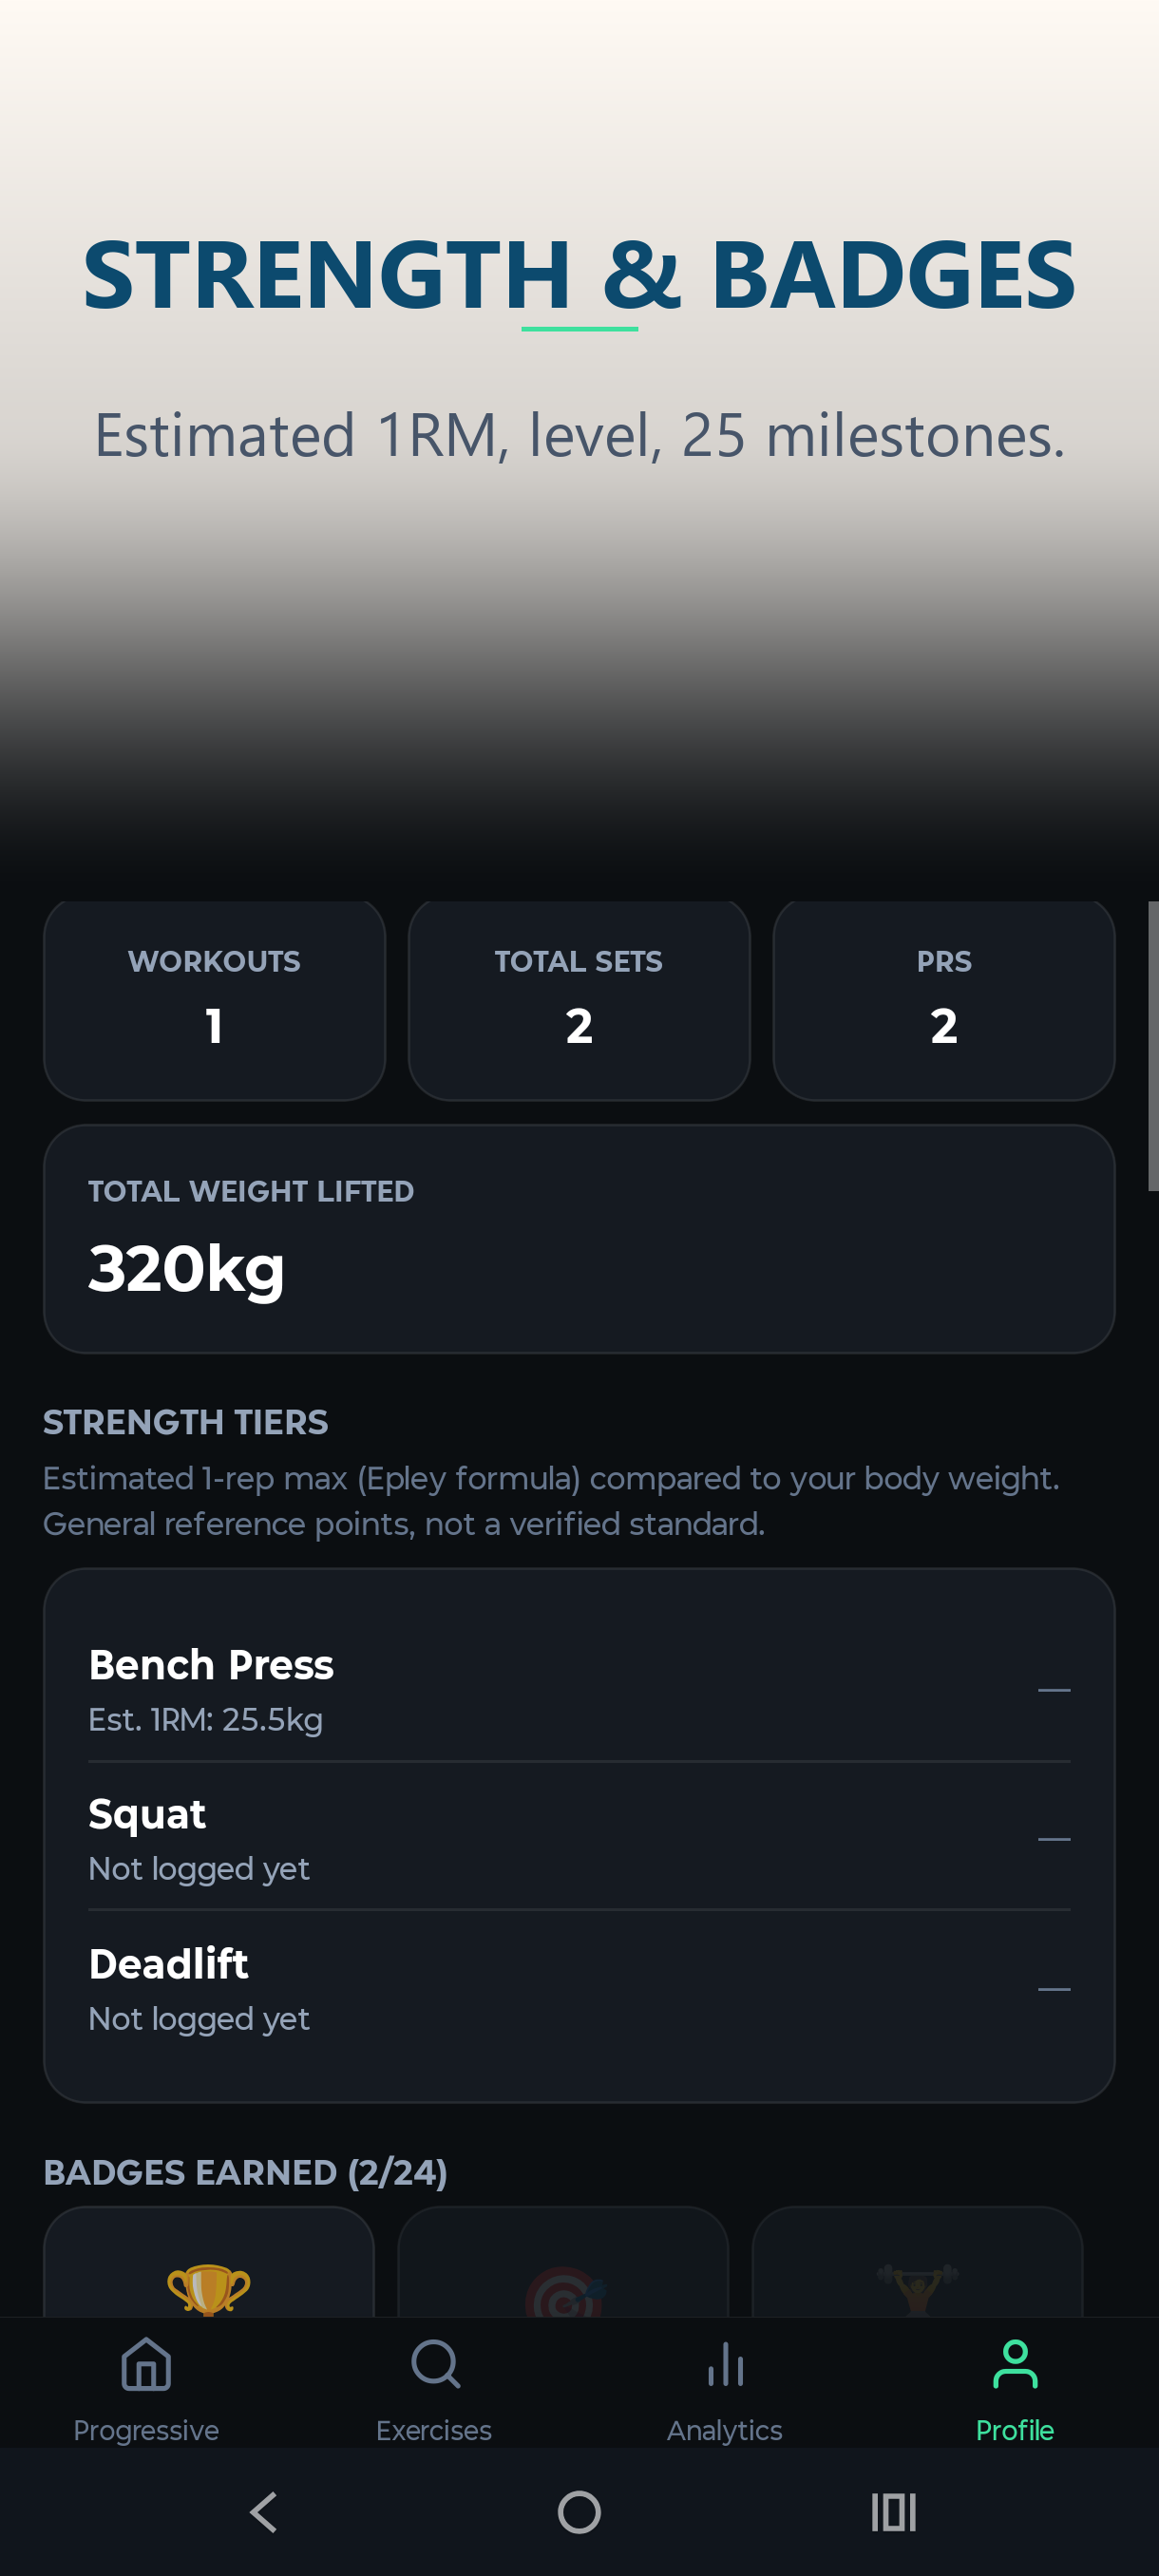 STRENGTH & BADGES
Estimated 1RM, level, 25 milestones.
WORKOUTS
1
TOTAL SETS
2
PRS
2
TOTAL WEIGHT LIFTED
320kg
STRENGTH TIERS
Estimated 1-rep max (Epley formula) compared to your body weight.
General reference points, not a verified standard.
Bench Press
Est. 1RM: 25.5kg
—
Squat
Not logged yet
—
Deadlift
Not logged yet
—
BADGES EARNED (2/24)
Progressive
Exercises
Analytics
Profile